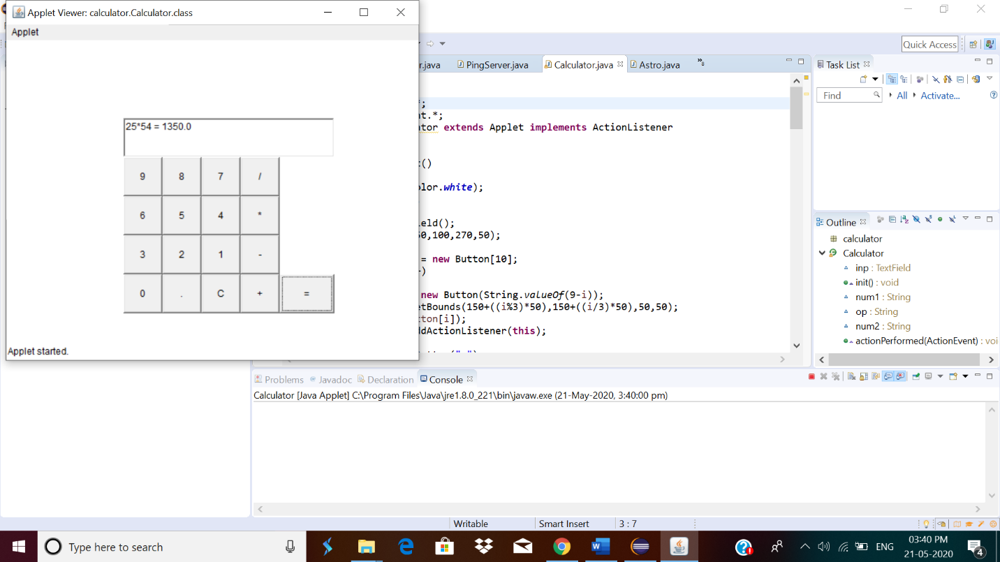 Applet Viewer: calculator.Calculator.class
Applet
25*54 = 1350.0
9 8 7 /
6 5 4 *
3 2 1 -
0 . C + =
Applet started.
Quick Access
r.java PingServer.java Calculator.java Astro.java »8
*;
nt.*;
tor extends Applet implements ActionListener
t()
olor.white);
eld();
50,100,270,50);
= new Button[10];
+)
new Button(String.valueOf(9-i));
etBounds(150+((i%3)*50),150+((i/3)*50),50,50);
tton[i]);
ddActionListener(this);
Task List
Find All Activate...
Outline
calculator
Calculator
inp : TextField
init() : void
num1 : String
op : String
num2 : String
actionPerformed(ActionEvent) : voi
Problems Javadoc Declaration Console
Calculator [Java Applet] C:\Program Files\Java\jre1.8.0_221\bin\javaw.exe (21-May-2020, 3:40:00 pm)
Writable Smart Insert 3 : 7
Type here to search
ENG
03:40 PM
21-05-2020
4